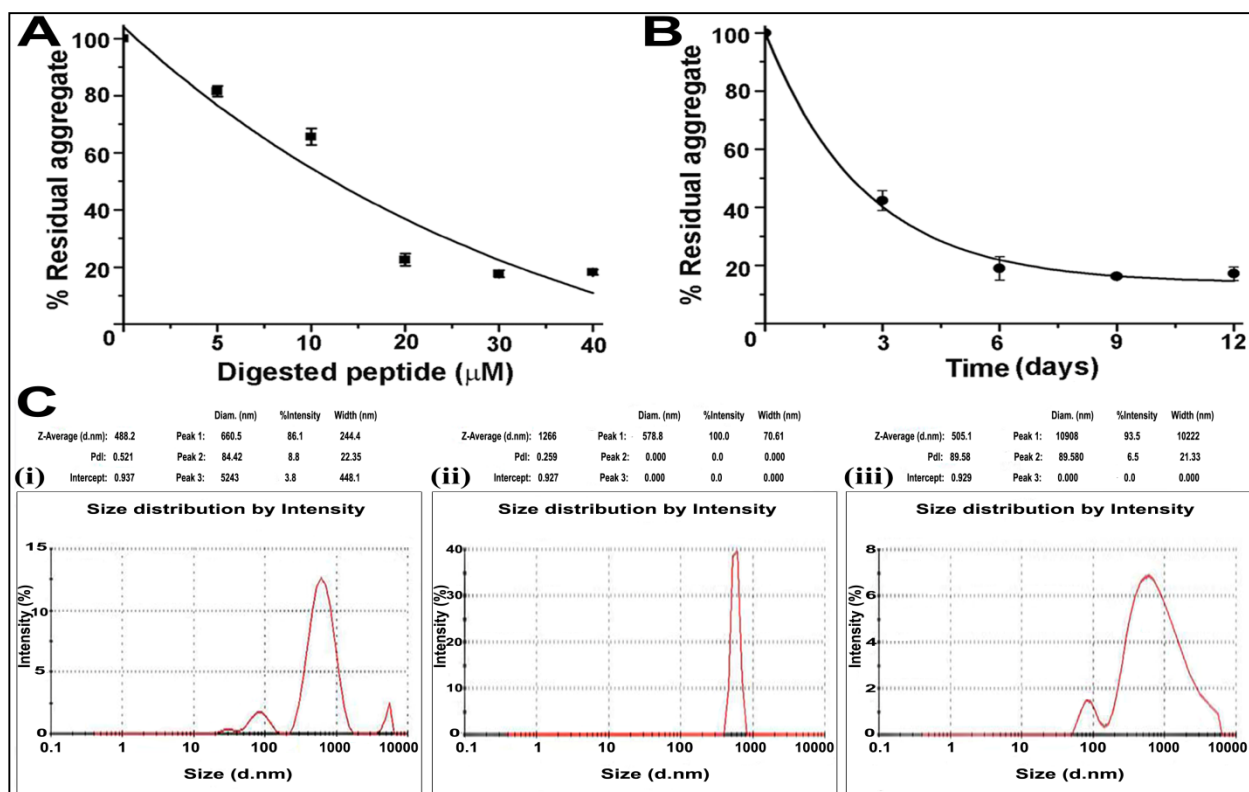 A
% Residual aggregate
100
80
60
40
20
0
5
10
20
30
40
Digested peptide (μM)
B
% Residual aggregate
100
80
60
40
20
0
0
3
6
9
12
Time (days)
C
Diam. (nm) %Intensity Width (nm)
Z-Average (d.nm): 488.2 Peak 1: 660.5 86.1 244.4
PdI: 0.521 Peak 2: 84.42 8.8 22.35
Intercept: 0.937 Peak 3: 5243 3.8 448.1
(i)
Size distribution by Intensity
Intensity (%)
15
10
5
0
0.1 1 10 100 1000 10000
Size (d.nm)
Diam. (nm) %Intensity Width (nm)
Z-Average (d.nm): 1266 Peak 1: 578.8 100.0 70.61
PdI: 0.259 Peak 2: 0.000 0.0 0.000
Intercept: 0.927 Peak 3: 0.000 0.0 0.000
(ii)
Size distribution by Intensity
Intensity (%)
40
30
20
10
0
0.1 1 10 100 1000 10000
Size (d.nm)
Diam. (nm) %Intensity Width (nm)
Z-Average (d.nm): 505.1 Peak 1: 10908 93.5 10222
PdI: 89.58 Peak 2: 89.580 6.5 21.33
Intercept: 0.929 Peak 3: 0.000 0.0 0.000
(iii)
Size distribution by Intensity
Intensity (%)
8
6
4
2
0
0.1 1 10 100 1000 10000
Size (d.nm)